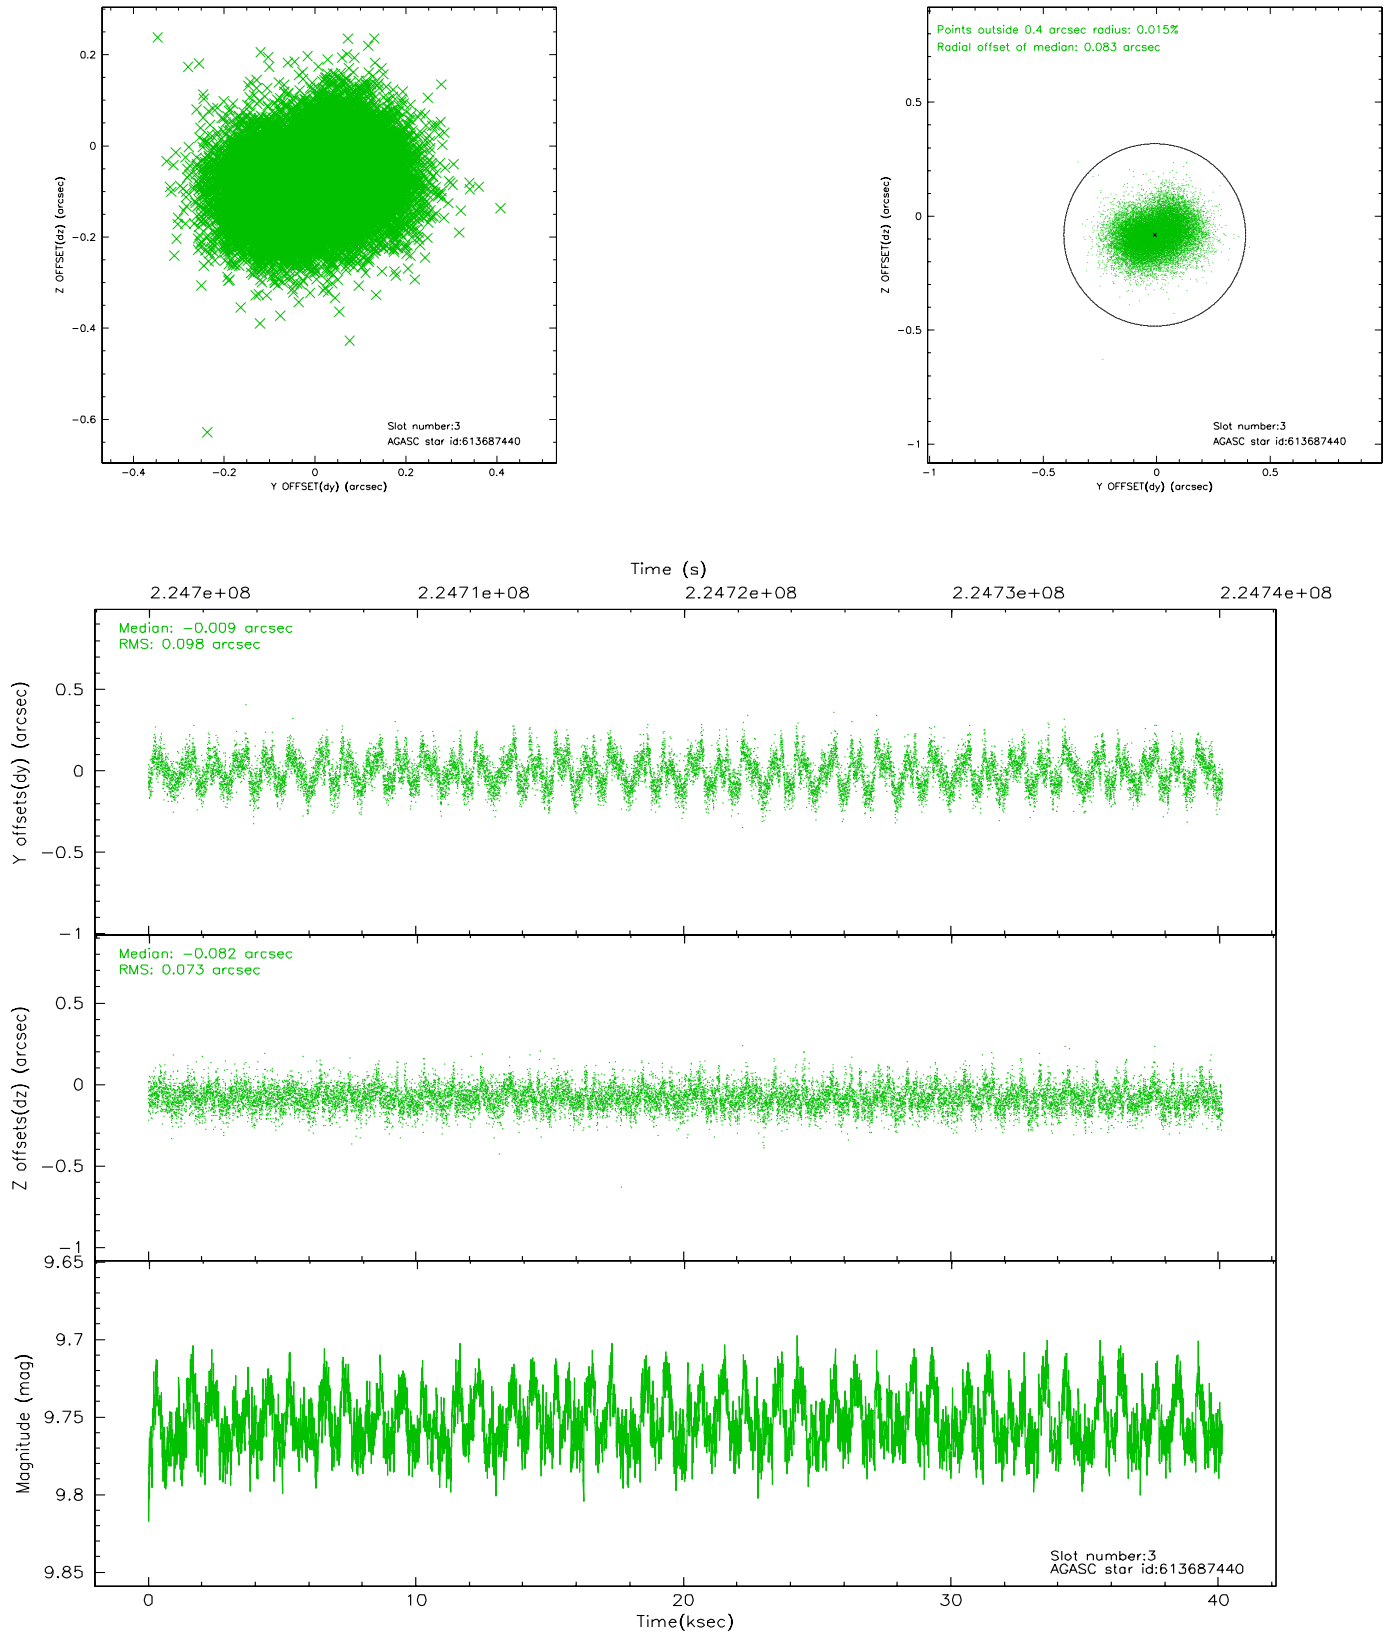 0.2
0
-0.2
-0.4
-0.6
Z OFFSET(dz) (arcsec)
Slot number:3
AGASC star id:613687440
-0.4 -0.2 0 0.2 0.4
Y OFFSET(dy) (arcsec)
Points outside 0.4 arcsec radius: 0.015%
Radial offset of median: 0.083 arcsec
0.5
0
-0.5
-1
Z OFFSET(dz) (arcsec)
Slot number:3
AGASC star id:613687440
-1 -0.5 0 0.5
Y OFFSET(dy) (arcsec)
Time (s)
2.247e+08 2.2471e+08 2.2472e+08 2.2473e+08 2.2474e+08
Median: -0.009 arcsec
RMS: 0.098 arcsec
0.5
0
-0.5
-1
Y offsets(dy) (arcsec)
Median: -0.082 arcsec
RMS: 0.073 arcsec
0.5
0
-0.5
-1
Z offsets(dz) (arcsec)
9.65
9.7
9.75
9.8
9.85
Magnitude (mag)
Slot number:3
AGASC star id:613687440
0 10 20 30 40
Time(ksec)